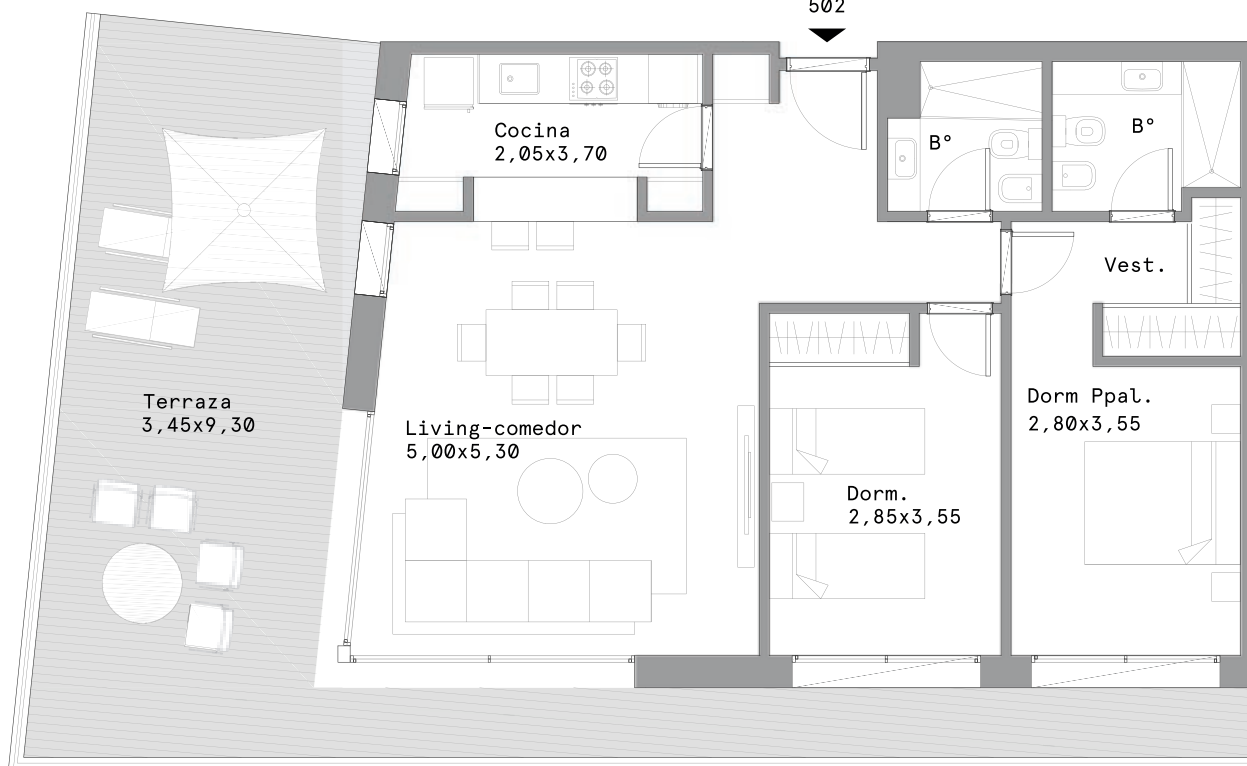 502
Cocina
2,05x3,70
B°
B°
Vest.
Terraza
3,45x9,30
Living-comedor
5,00x5,30
Dorm Ppal.
2,80x3,55
Dorm.
2,85x3,55